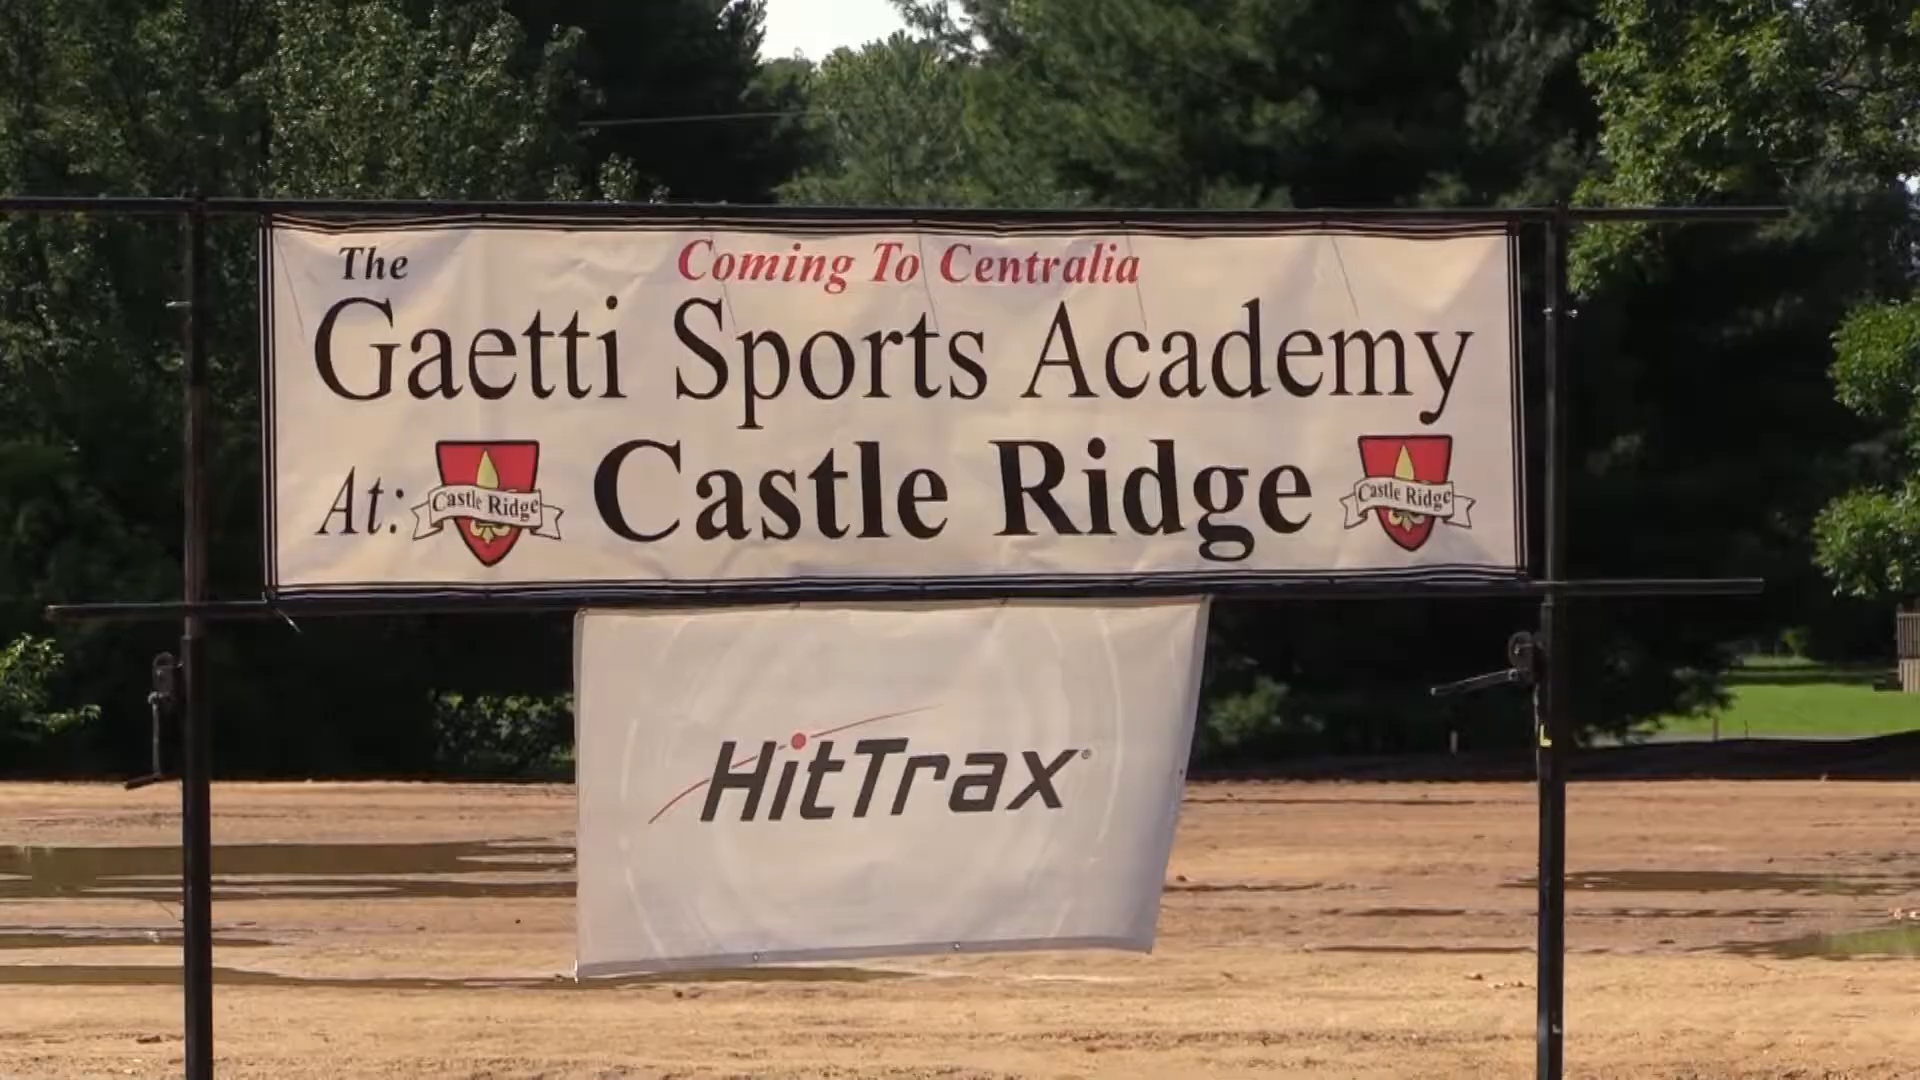 The
Coming To Centralia
Gaetti Sports Academy
At: Castle Ridge Castle Ridge Castle Ridge
HitTrax®